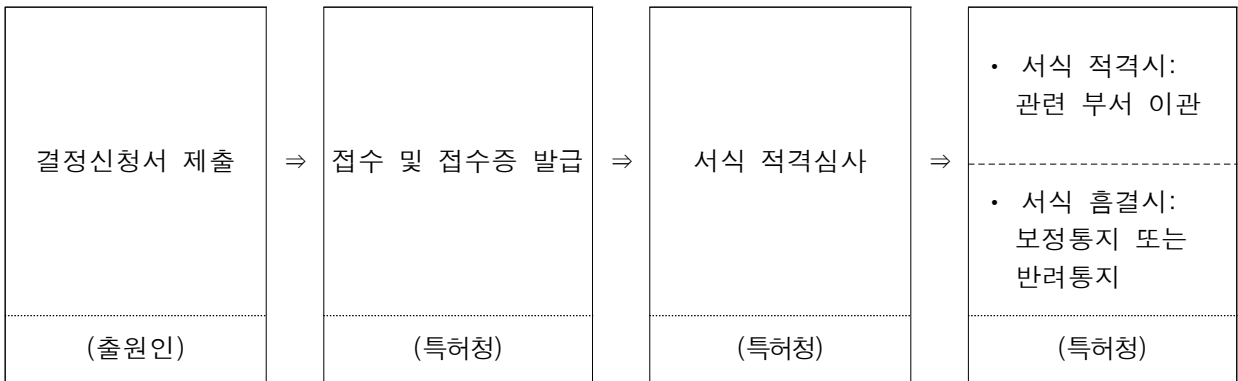 결정신청서 제출
⇒
접수 및 접수증 발급
⇒
서식 적격심사
⇒
• 서식 적격시:
관련 부서 이관
• 서식 흠결시:
보정통지 또는
반려통지
(출원인)
(특허청)
(특허청)
(특허청)